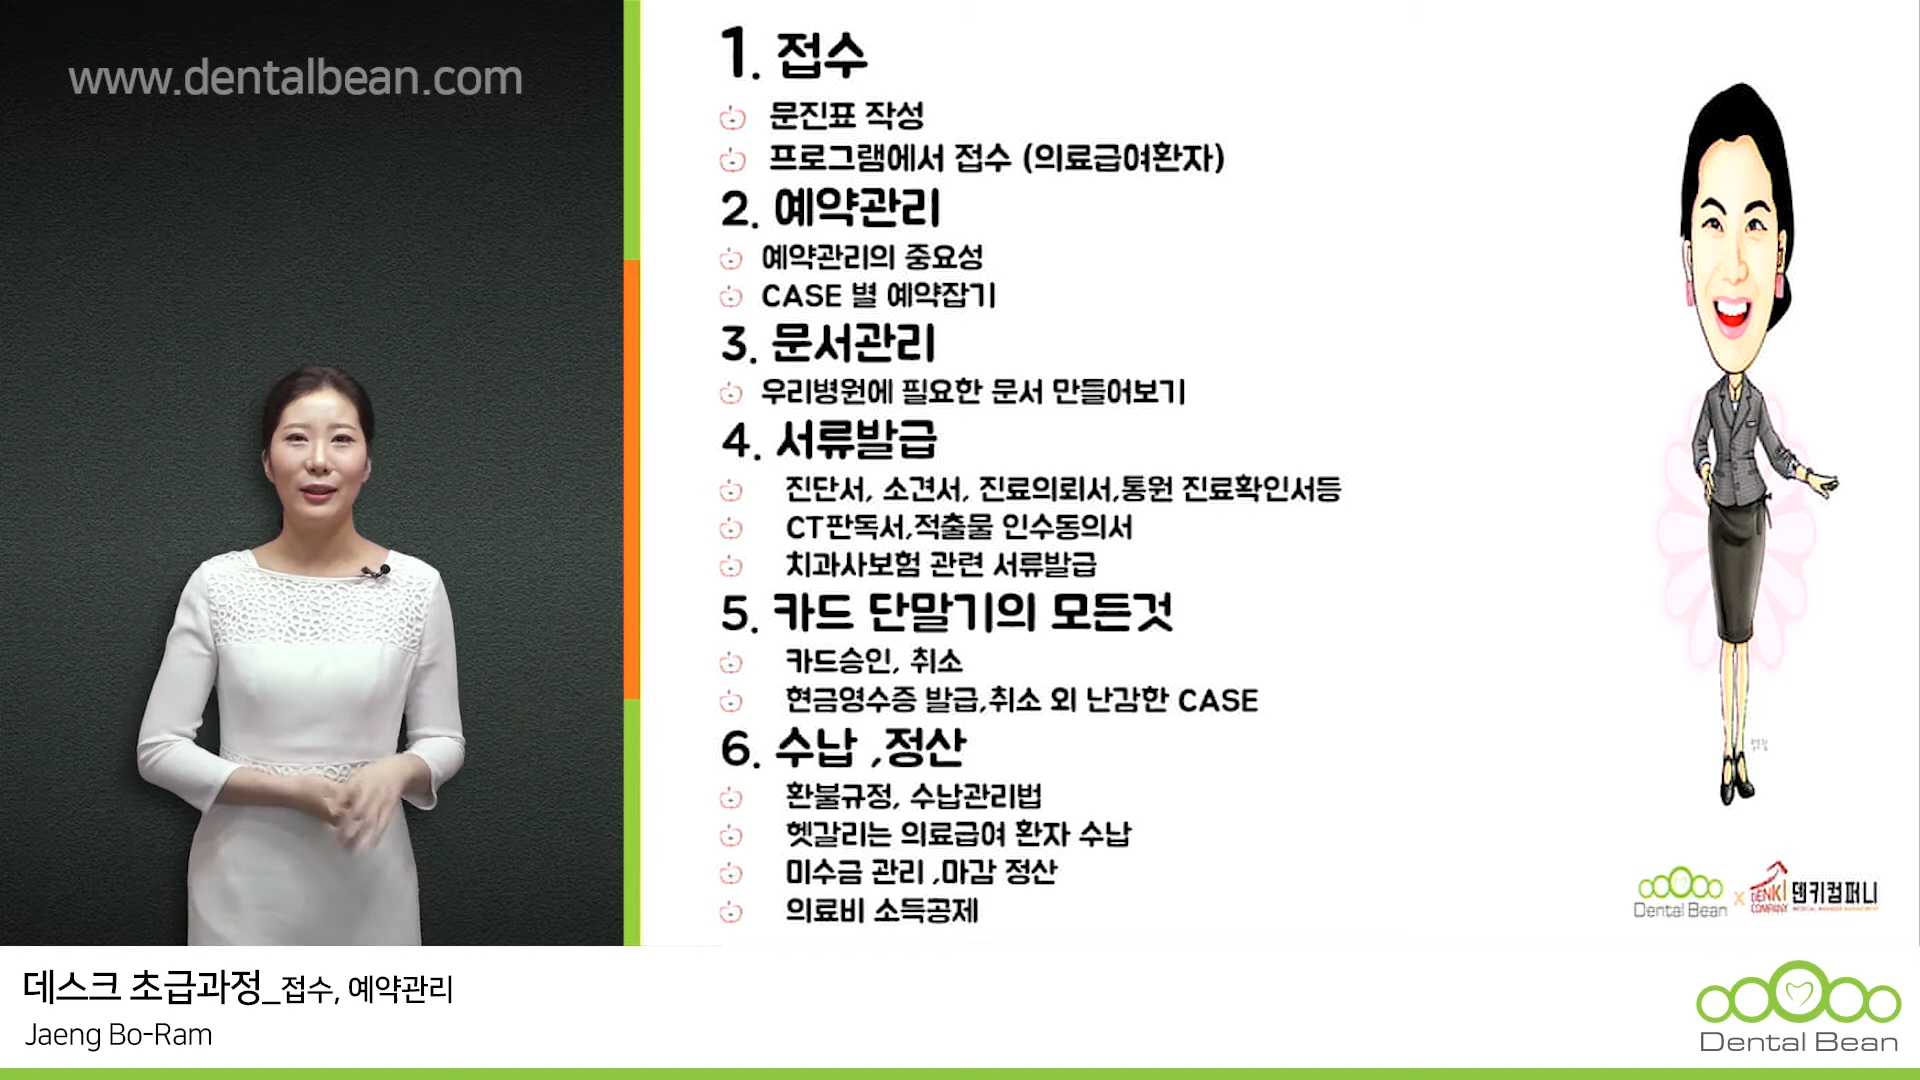 www.dentalbean.com
1. 접수
문진표 작성
프로그램에서 접수 (의료급여환자)
2. 예약관리
예약관리의 중요성
CASE 별 예약잡기
3. 문서관리
우리병원에 필요한 문서 만들어보기
4. 서류발급
진단서, 소견서, 진료의뢰서,통원 진료확인서등
CT판독서,적출물 인수동의서
치과사보험 관련 서류발급
5. 카드 단말기의 모든것
카드승인, 취소
현금영수증 발급,취소 외 난감한 CASE
6. 수납 ,정산
환불규정, 수납관리법
헷갈리는 의료급여 환자 수납
미수금 관리 ,마감 정산
의료비 소득공제
Dental Bean X DENKI COMPANY 덴키컴퍼니
데스크 초급과정_접수, 예약관리
Jaeng Bo-Ram
Dental Bean